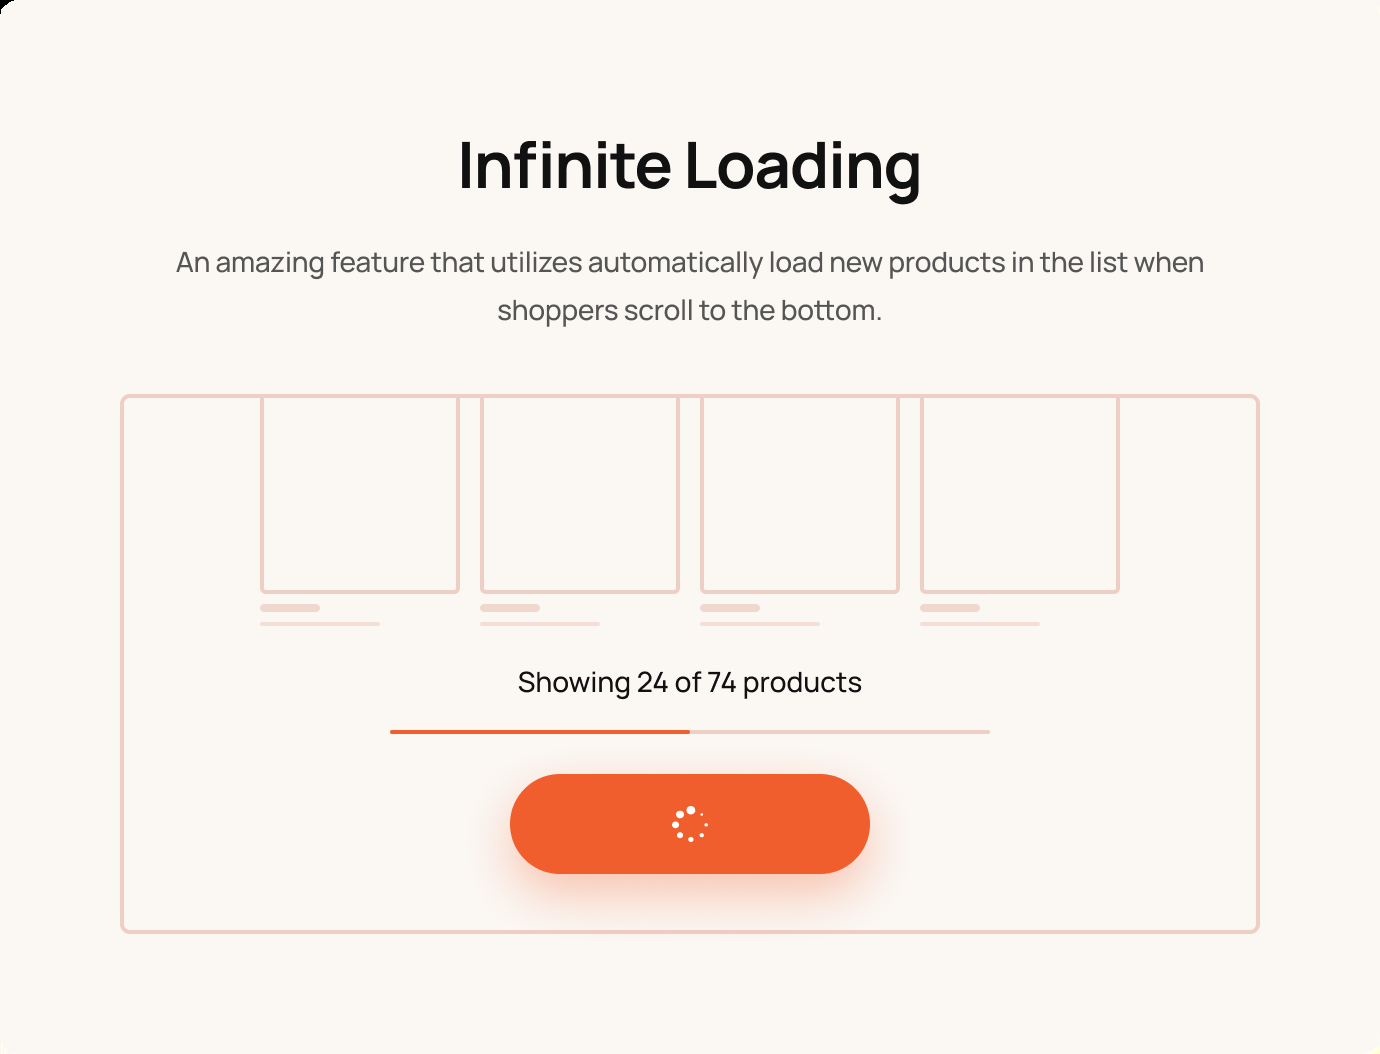 Infinite Loading
An amazing feature that utilizes automatically load new products in the list when
shoppers scroll to the bottom.
Showing 24 of 74 products